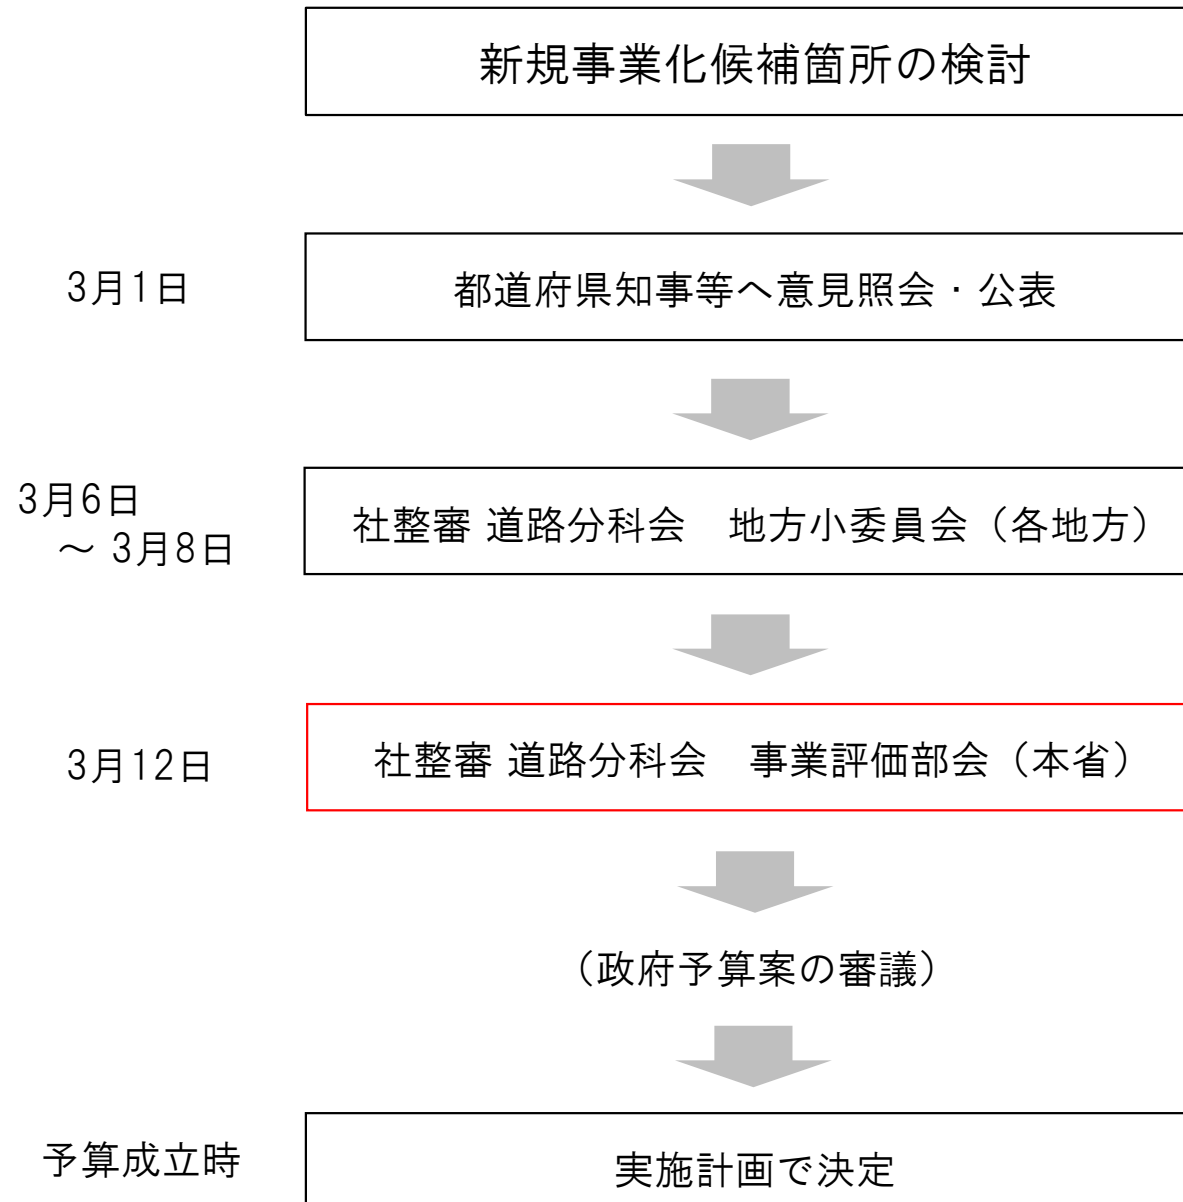 新規事業化候補箇所の検討
3月1日
都道府県知事等へ意見照会・公表
3月6日
～ 3月8日
社整審 道路分科会　地方小委員会（各地方）
3月12日
社整審 道路分科会　事業評価部会（本省）
（政府予算案の審議）
予算成立時
実施計画で決定